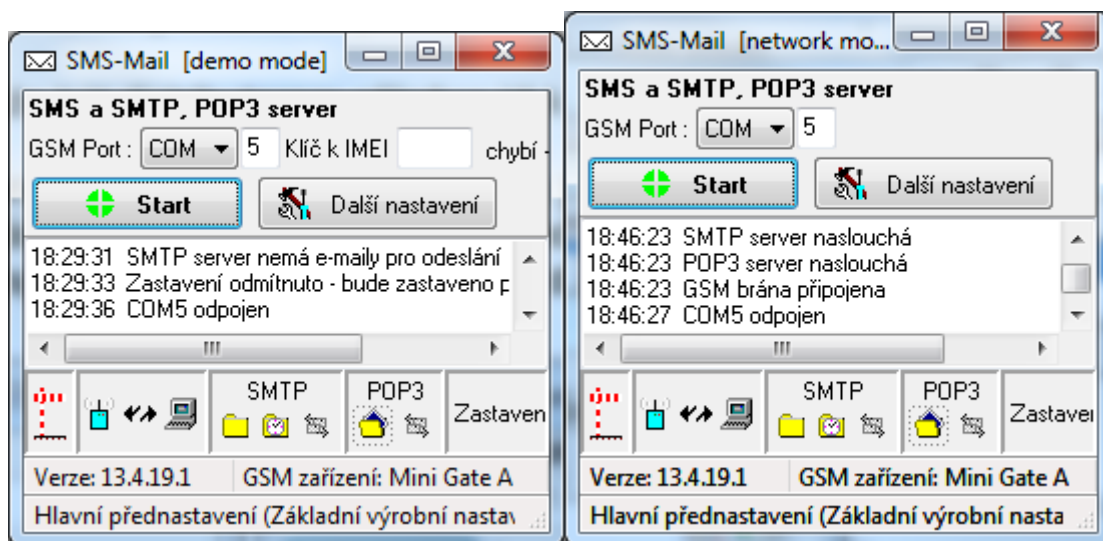 SMS-Mail [demo mode]
SMS a SMTP, POP3 server
GSM Port : COM 5 Klíč k IMEI chybí -
Start Další nastavení
18:29:31 SMTP server nemá e-maily pro odeslání
18:29:33 Zastavení odmítnuto - bude zastaveno p
18:29:36 COM5 odpojen
SMTP POP3
Zastaven
Verze: 13.4.19.1 GSM zařízení: Mini Gate A
Hlavní přednastavení (Základní výrobní nastav
SMS-Mail [network mo...
SMS a SMTP, POP3 server
GSM Port : COM 5
Start Další nastavení
18:46:23 SMTP server naslouchá
18:46:23 POP3 server naslouchá
18:46:23 GSM brána připojena
18:46:27 COM5 odpojen
SMTP POP3
Zastaven
Verze: 13.4.19.1 GSM zařízení: Mini Gate A
Hlavní přednastavení (Základní výrobní nasta